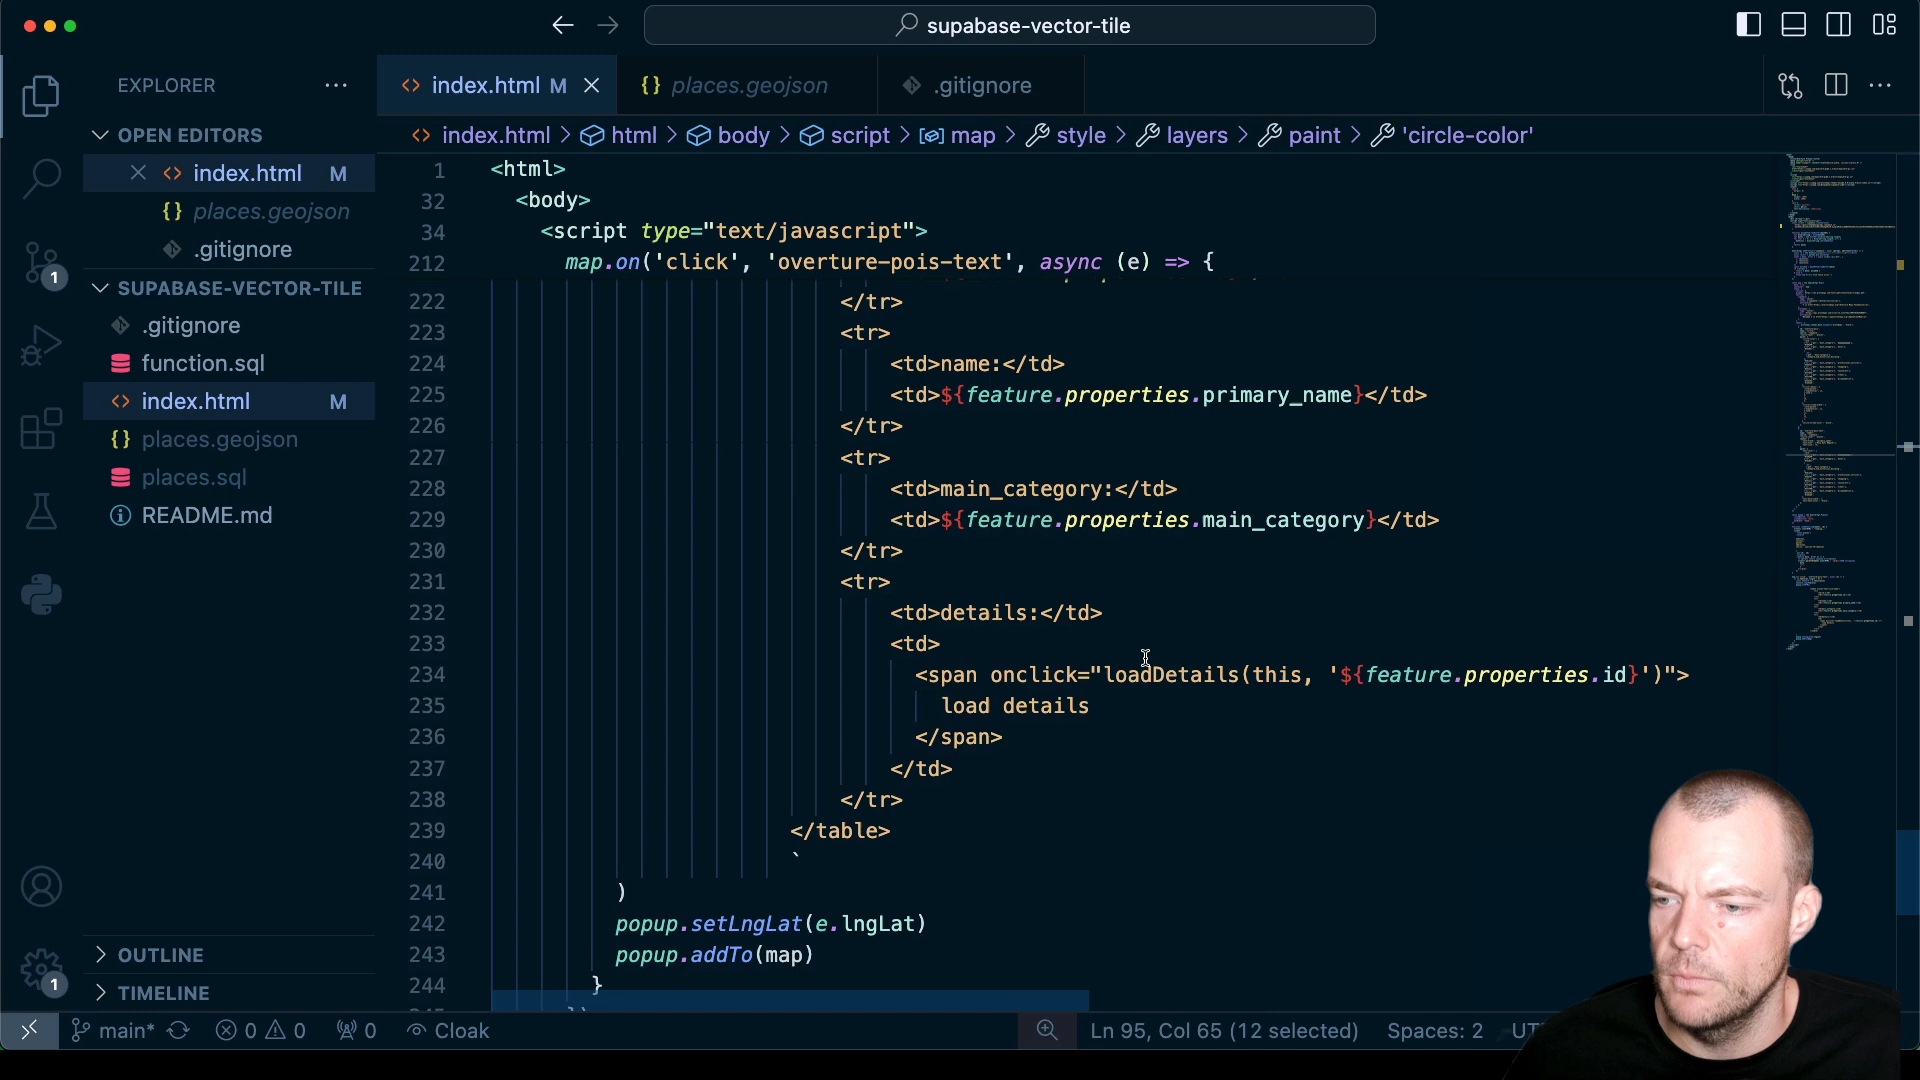 supabase-vector-tile
EXPLORER
index.html M
places.geojson
.gitignore
OPEN EDITORS
index.html > html > body > script > map > style > layers > paint > 'circle-color'
index.html M
places.geojson
.gitignore
SUPABASE-VECTOR-TILE
.gitignore
function.sql
index.html M
places.geojson
places.sql
README.md
OUTLINE
TIMELINE
1 <html>
32 <body>
34 <script type="text/javascript">
212 map.on('click', 'overture-pois-text', async (e) => {
222 </tr>
223 <tr>
224 <td>name:</td>
225 <td>${feature.properties.primary_name}</td>
226 </tr>
227 <tr>
228 <td>main_category:</td>
229 <td>${feature.properties.main_category}</td>
230 </tr>
231 <tr>
232 <td>details:</td>
233 <td>
234 <span onclick="loadDetails(this, '${feature.properties.id}')">
235 load details
236 </span>
237 </td>
238 </tr>
239 </table>
240 `
241 )
242 popup.setLngLat(e.lngLat)
243 popup.addTo(map)
244 }
1
1
main* 0 0 0 Cloak
Ln 95, Col 65 (12 selected) Spaces: 2